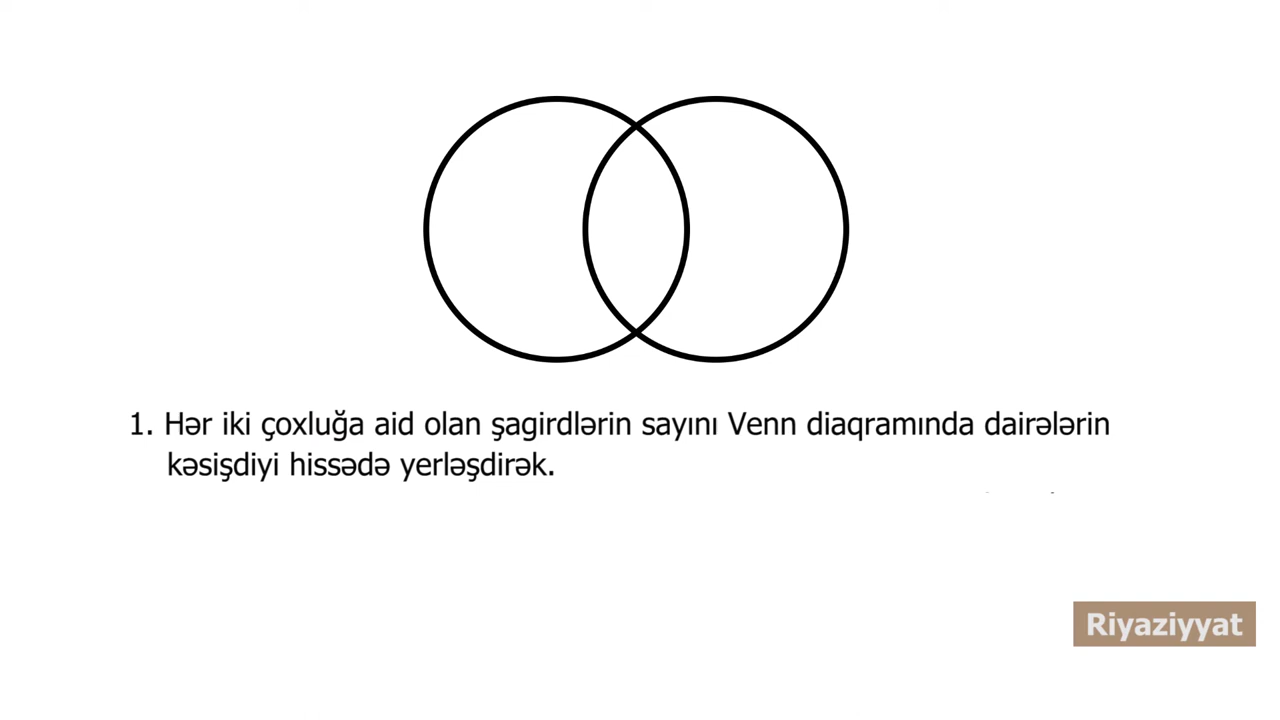 1. Hər iki çoxluğa aid olan şagirdlərin sayını Venn diaqramında dairələrin
kəsişdiyi hissədə yerləşdirək.
Riyaziyyat